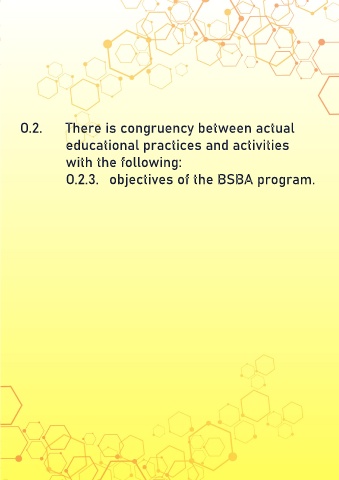 O.2. There is congruency between actual
educational practices and activities
with the following:
O.2.3. objectives of the BSBA program.